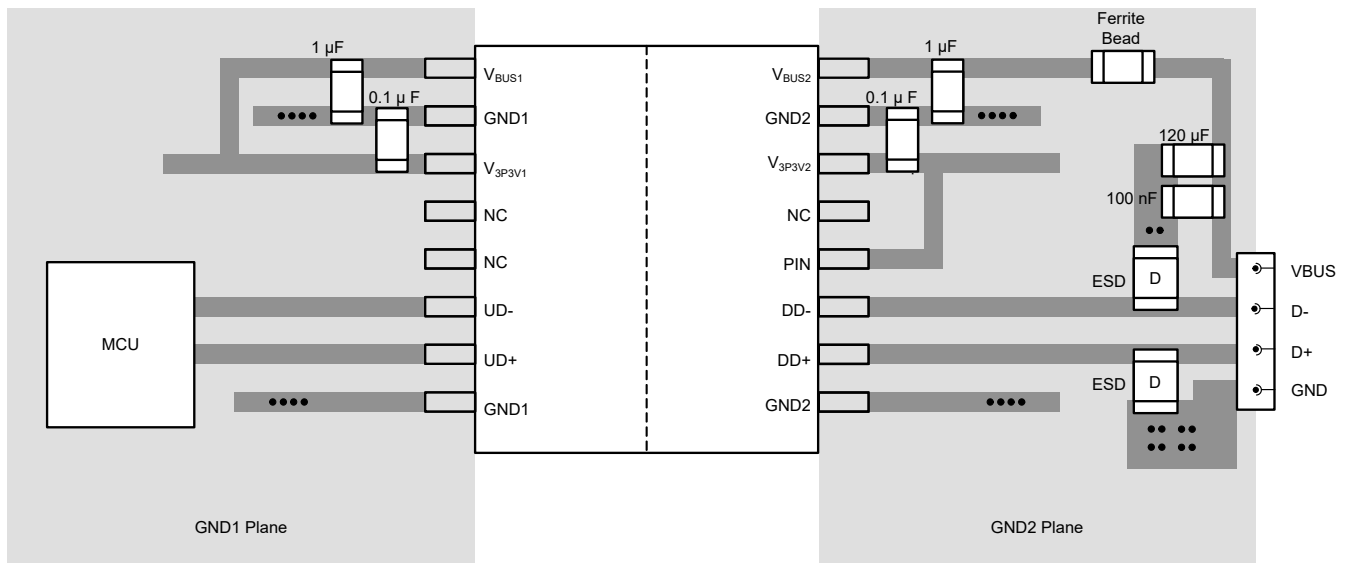 Ferrite
Bead
1 µF
1 µF
VBUS1
VBUS2
0.1 µ F
0.1 µ F
GND1
GND2
120 µF
V3P3V1
V3P3V2
100 nF
NC
NC
NC
PIN
ESD
D
VBUS
MCU
UD-
DD-
D-
UD+
DD+
D+
ESD
D
GND
GND1
GND2
GND1 Plane
GND2 Plane